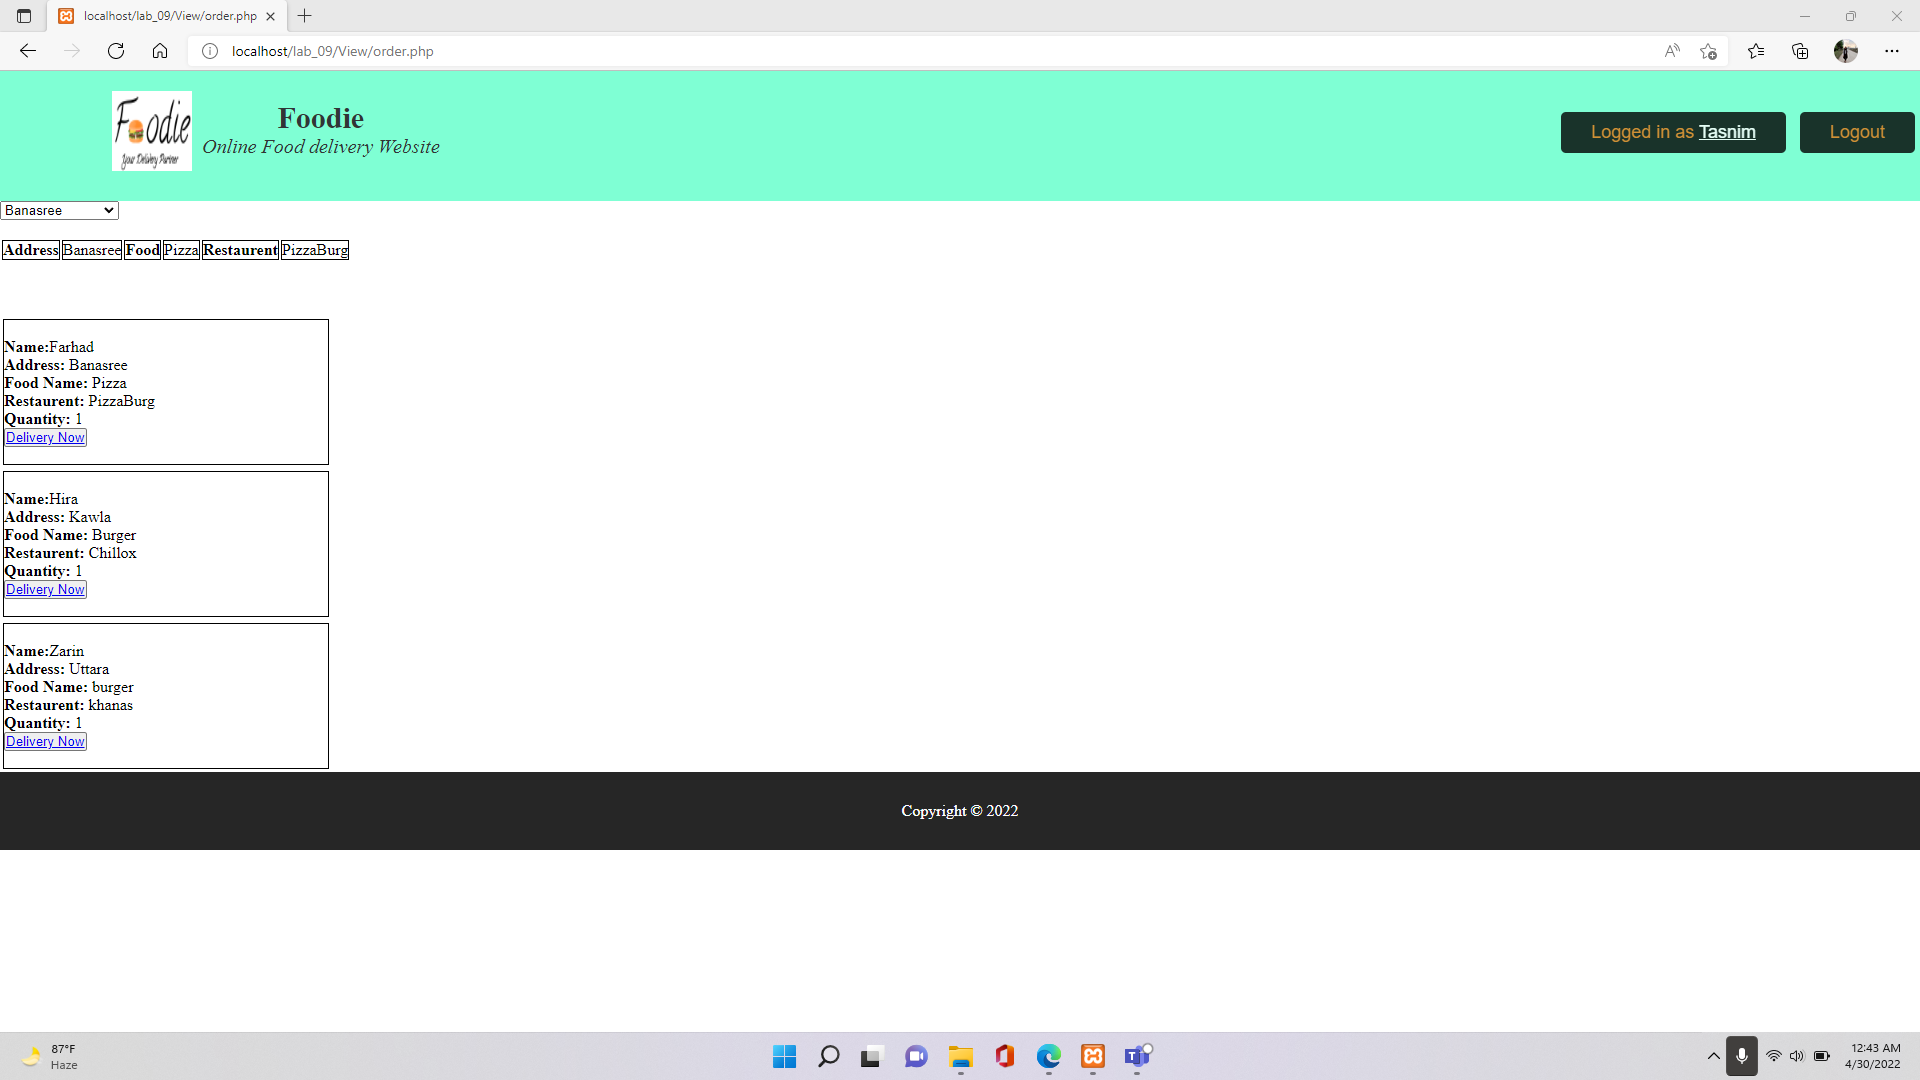 localhost/lab_09/View/order.php
localhost/lab_09/View/order.php
Foodie
Your Delivery Partner
Foodie
Online Food delivery Website
Logged in as Tasnim
Logout
Banasree
Address Banasree Food Pizza Restaurent PizzaBurg
Name:Farhad
Address: Banasree
Food Name: Pizza
Restaurent: PizzaBurg
Quantity: 1
Delivery Now
Name:Hira
Address: Kawla
Food Name: Burger
Restaurent: Chillox
Quantity: 1
Delivery Now
Name:Zarin
Address: Uttara
Food Name: burger
Restaurent: khanas
Quantity: 1
Delivery Now
Copyright © 2022
87°F
Haze
12:43 AM
4/30/2022